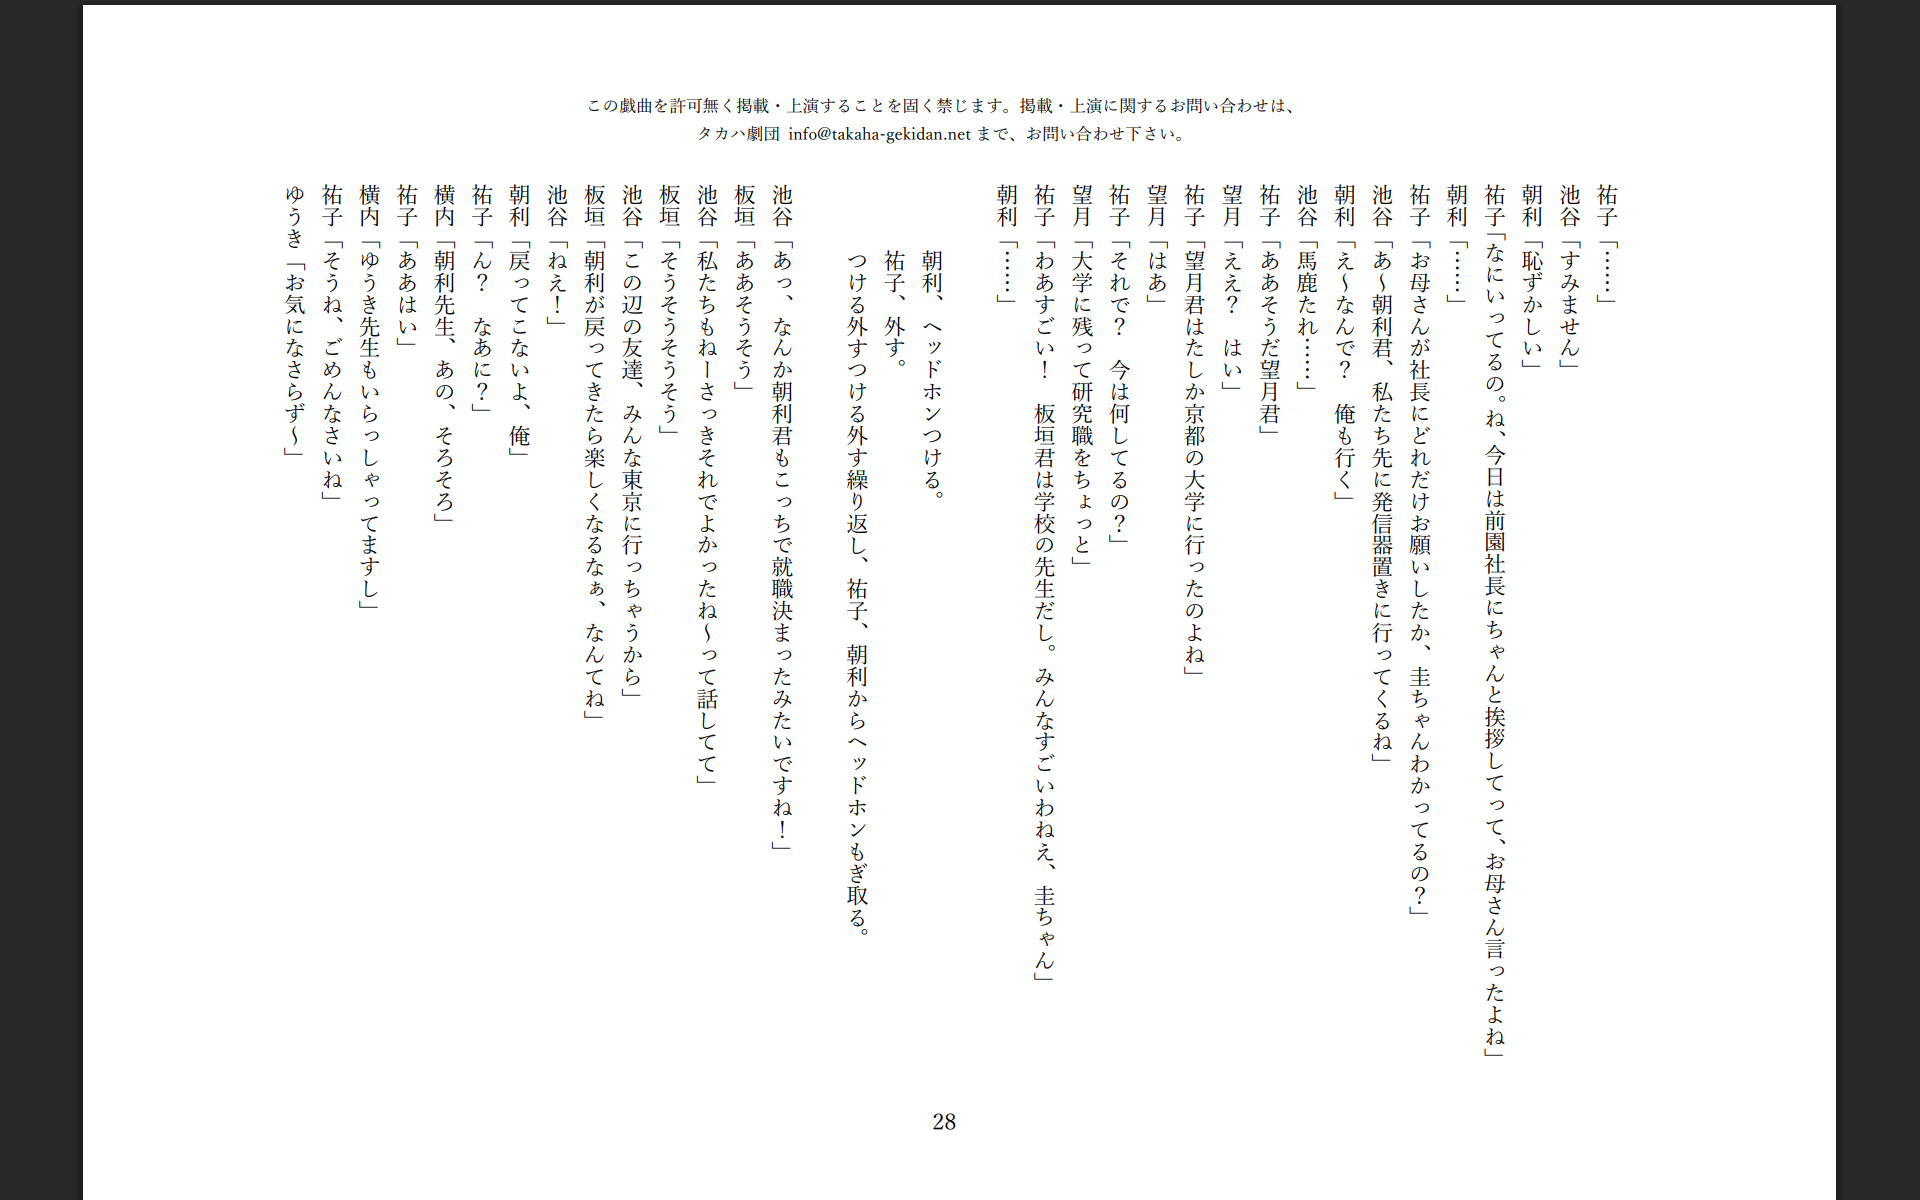 この戯曲を許可無く掲載・上演することを固く禁じます。掲載・上演に関するお問い合わせは、
タカハ劇団 info@takaha-gekidan.net まで、お問い合わせ下さい。
祐子「……」
池谷「すみません」
朝利「恥ずかしい」
祐子「なにいってるの。ね、今日は前園社長にちゃんと挨拶してって、お母さん言ったよね」
朝利「……」
祐子「お母さんが社長にどれだけお願いしたか、圭ちゃんわかってるの？」
池谷「あ～朝利君、私たち先に発信器置きに行ってくるね」
朝利「え～なんで？　俺も行く」
池谷「馬鹿たれ……」
祐子「ああそうだ望月君」
望月「ええ？　はい」
祐子「望月君はたしか京都の大学に行ったのよね」
望月「はあ」
祐子「それで？　今は何してるの？」
望月「大学に残って研究職をちょっと」
祐子「わあすごい！　板垣君は学校の先生だし。みんなすごいわねえ、圭ちゃん」
朝利「……」
朝利、ヘッドホンつける。
祐子、外す。
つける外すつける外す繰り返し、祐子、朝利からヘッドホンもぎ取る。
池谷「あっ、なんか朝利君もこっちで就職決まったみたいですね！」
板垣「ああそうそう」
池谷「私たちもねーさっきそれでよかったね～って話してて」
板垣「そうそうそうそう」
池谷「この辺の友達、みんな東京に行っちゃうから」
板垣「朝利が戻ってきたら楽しくなるなぁ、なんてね」
池谷「ねえ！」
朝利「戻ってこないよ、俺」
祐子「ん？　なあに？」
横内「朝利先生、あの、そろそろ」
祐子「ああはい」
横内「ゆうき先生もいらっしゃってますし」
祐子「そうね、ごめんなさいね」
ゆうき「お気になさらず～」
28